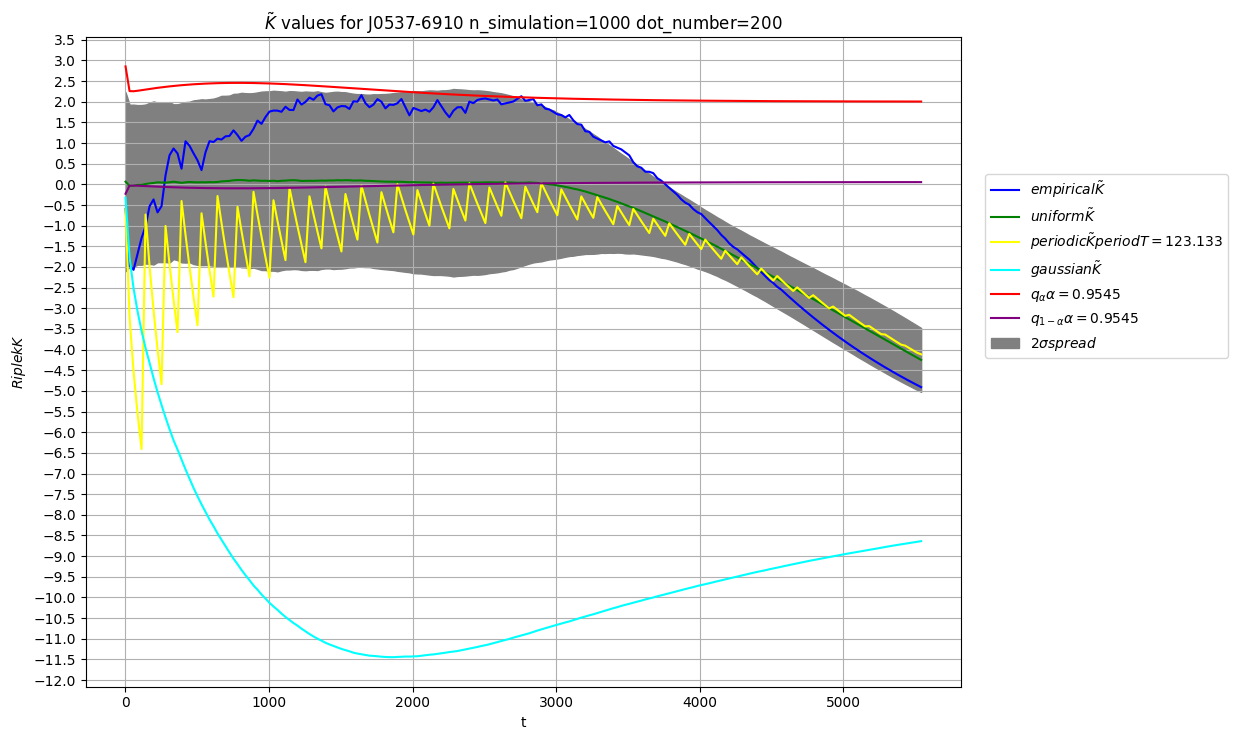 K̃ values for J0537-6910 n_simulation=1000 dot_number=200
3.5
3.0
2.5
2.0
1.5
1.0
0.5
0.0
−0.5
−1.0
−1.5
−2.0
−2.5
−3.0
−3.5
−4.0
−4.5
−5.0
−5.5
−6.0
−6.5
−7.0
−7.5
−8.0
−8.5
−9.0
−9.5
−10.0
−10.5
−11.0
−11.5
−12.0
RiplekK
0 1000 2000 3000 4000 5000
t
empiricalK̃
uniformK̃
periodicK̃periodT = 123.133
gaussianK̃
qαα = 0.9545
q1−αα = 0.9545
2σspread